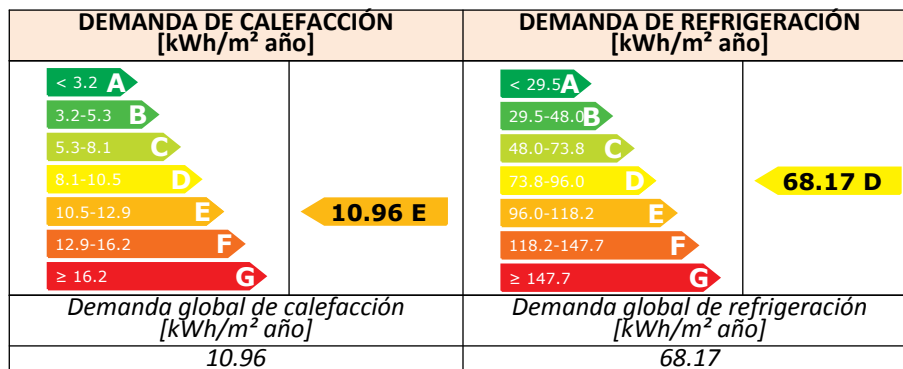 DEMANDA DE CALEFACCIÓN
[kWh/m² año]
DEMANDA DE REFRIGERACIÓN
[kWh/m² año]
< 3.2 A
3.2-5.3 B
5.3-8.1 C
8.1-10.5 D
10.5-12.9 E
12.9-16.2 F
≥ 16.2 G
10.96 E
< 29.5 A
29.5-48.0 B
48.0-73.8 C
73.8-96.0 D
96.0-118.2 E
118.2-147.7 F
≥ 147.7 G
68.17 D
Demanda global de calefacción
[kWh/m² año]
Demanda global de refrigeración
[kWh/m² año]
10.96
68.17